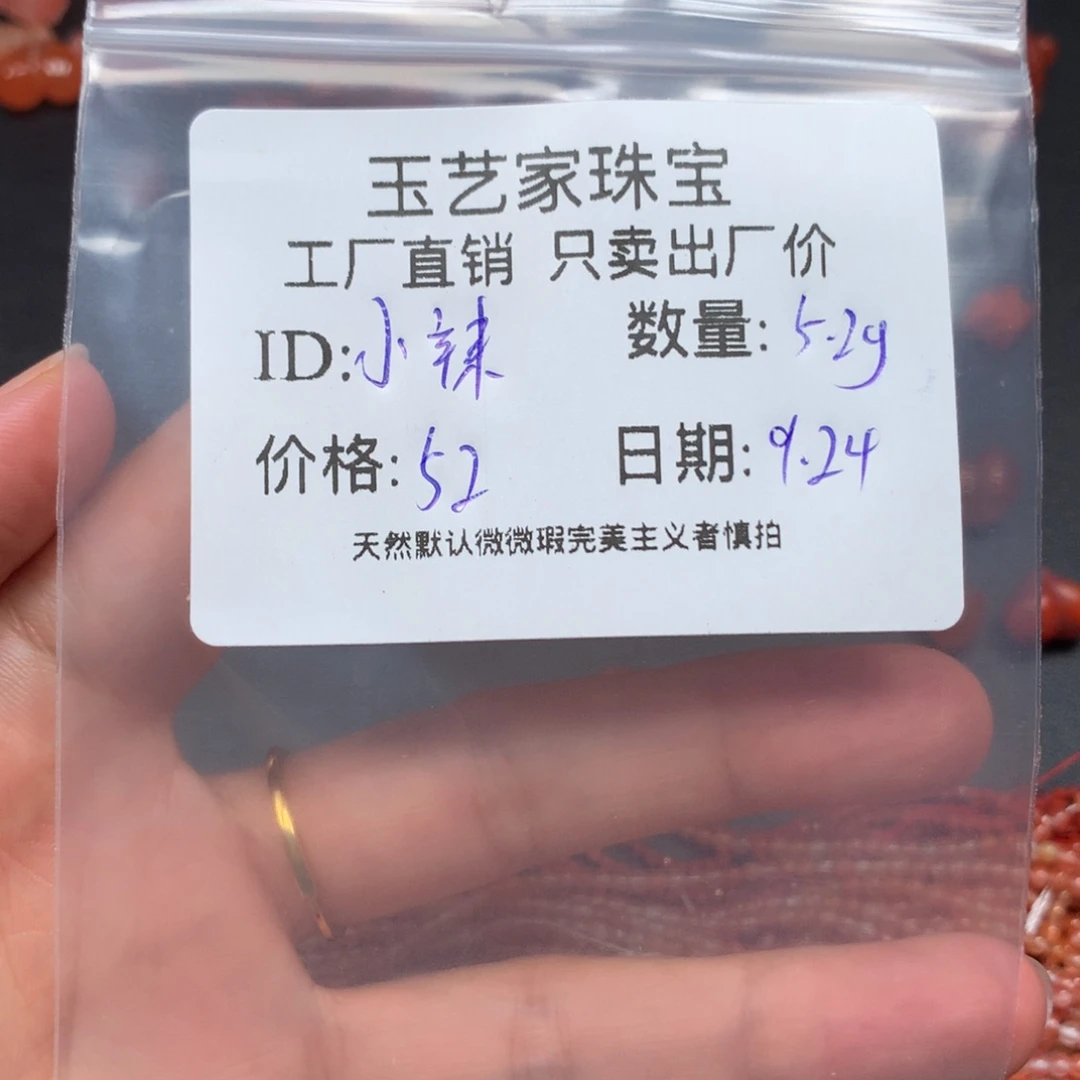 玉艺家珠宝
工厂直销 只卖出厂价
ID:小辣 数量:5.2g
价格:52 日期:9.24
天然默认微微瑕完美主义者慎拍